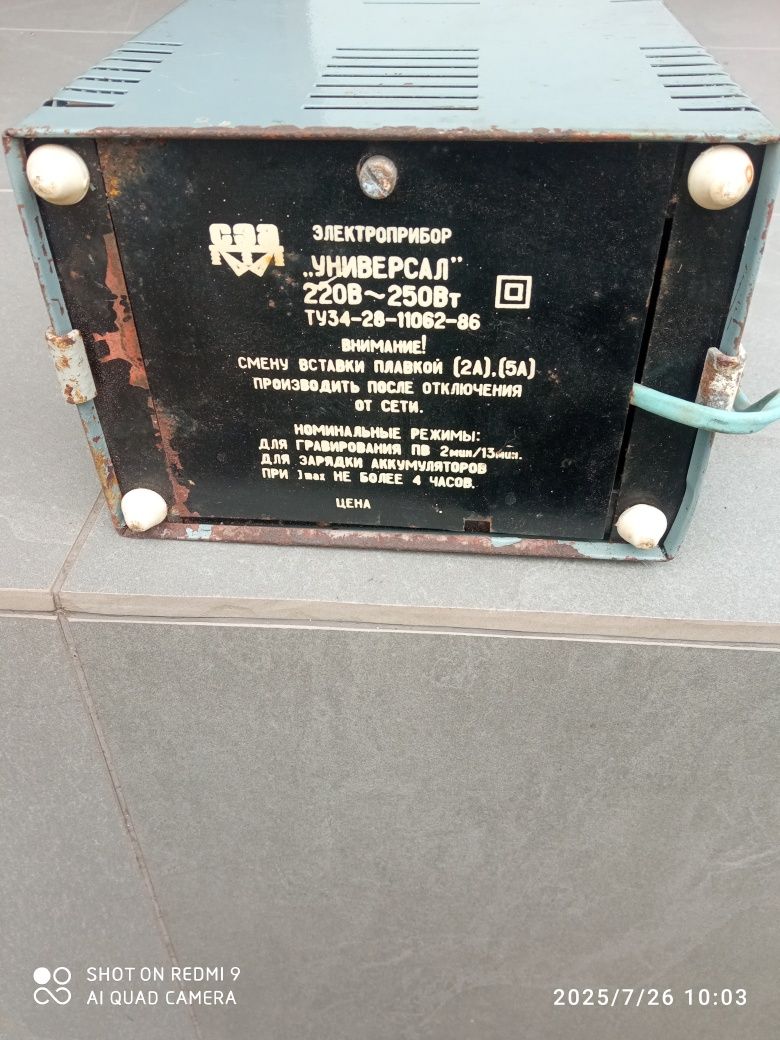 СЭЗ
ЭЛЕКТРОПРИБОР
„УНИВЕРСАЛ"
220В~250Вт
ТУ34-28-11062-86
ВНИМАНИЕ!
СМЕНУ ВСТАВКИ ПЛАВКОЙ (2А).(5А)
ПРОИЗВОДИТЬ ПОСЛЕ ОТКЛЮЧЕНИЯ
ОТ СЕТИ.
НОМИНАЛЬНЫЕ РЕЖИМЫ:
ДЛЯ ГРАВИРОВАНИЯ ПВ 2мин/13мин.
ДЛЯ ЗАРЯДКИ АККУМУЛЯТОРОВ
ПРИ Jmax НЕ БОЛЕЕ 4 ЧАСОВ.
ЦЕНА
SHOT ON REDMI 9
AI QUAD CAMERA
2025/7/26 10:03